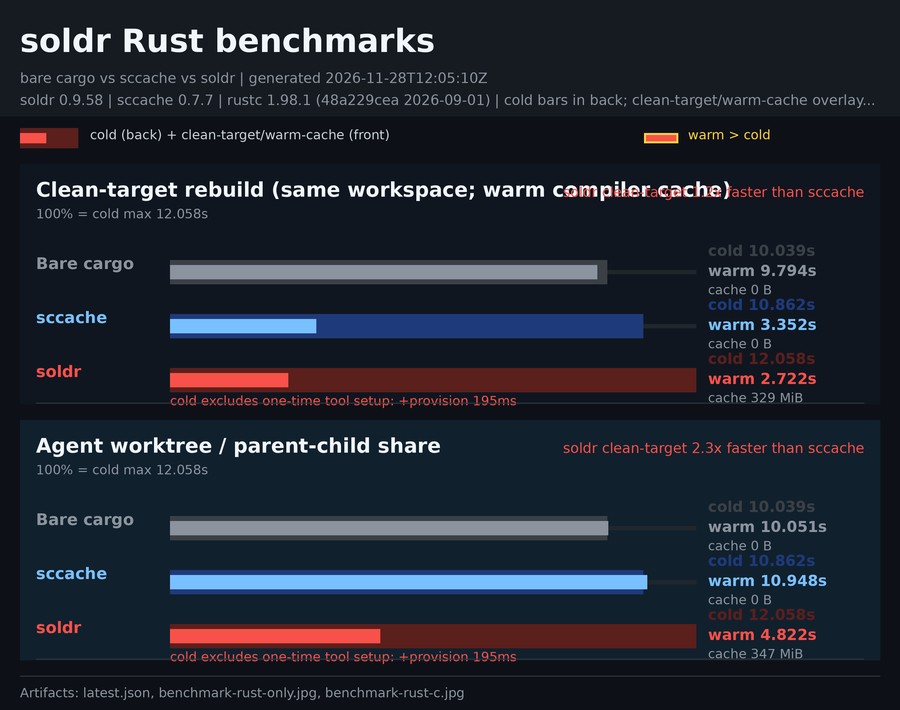 soldr Rust benchmarks
bare cargo vs sccache vs soldr | generated 2026-11-28T12:05:10Z
soldr 0.9.58 | sccache 0.7.7 | rustc 1.98.1 (48a229cea 2026-09-01) | cold bars in back; clean-target/warm-cache overlay...
cold (back) + clean-target/warm-cache (front)
warm > cold
Clean-target rebuild (same workspace; warm compiler cache)
soldr clean-target 1.2x faster than sccache
100% = cold max 12.058s
Bare cargo
cold 10.039s
warm 9.794s
cache 0 B
sccache
cold 10.862s
warm 3.352s
cache 0 B
soldr
cold 12.058s
warm 2.722s
cache 329 MiB
cold excludes one-time tool setup: +provision 195ms
Agent worktree / parent-child share
soldr clean-target 2.3x faster than sccache
100% = cold max 12.058s
Bare cargo
cold 10.039s
warm 10.051s
cache 0 B
sccache
cold 10.862s
warm 10.948s
cache 0 B
soldr
cold 12.058s
warm 4.822s
cache 347 MiB
cold excludes one-time tool setup: +provision 195ms
Artifacts: latest.json, benchmark-rust-only.jpg, benchmark-rust-c.jpg